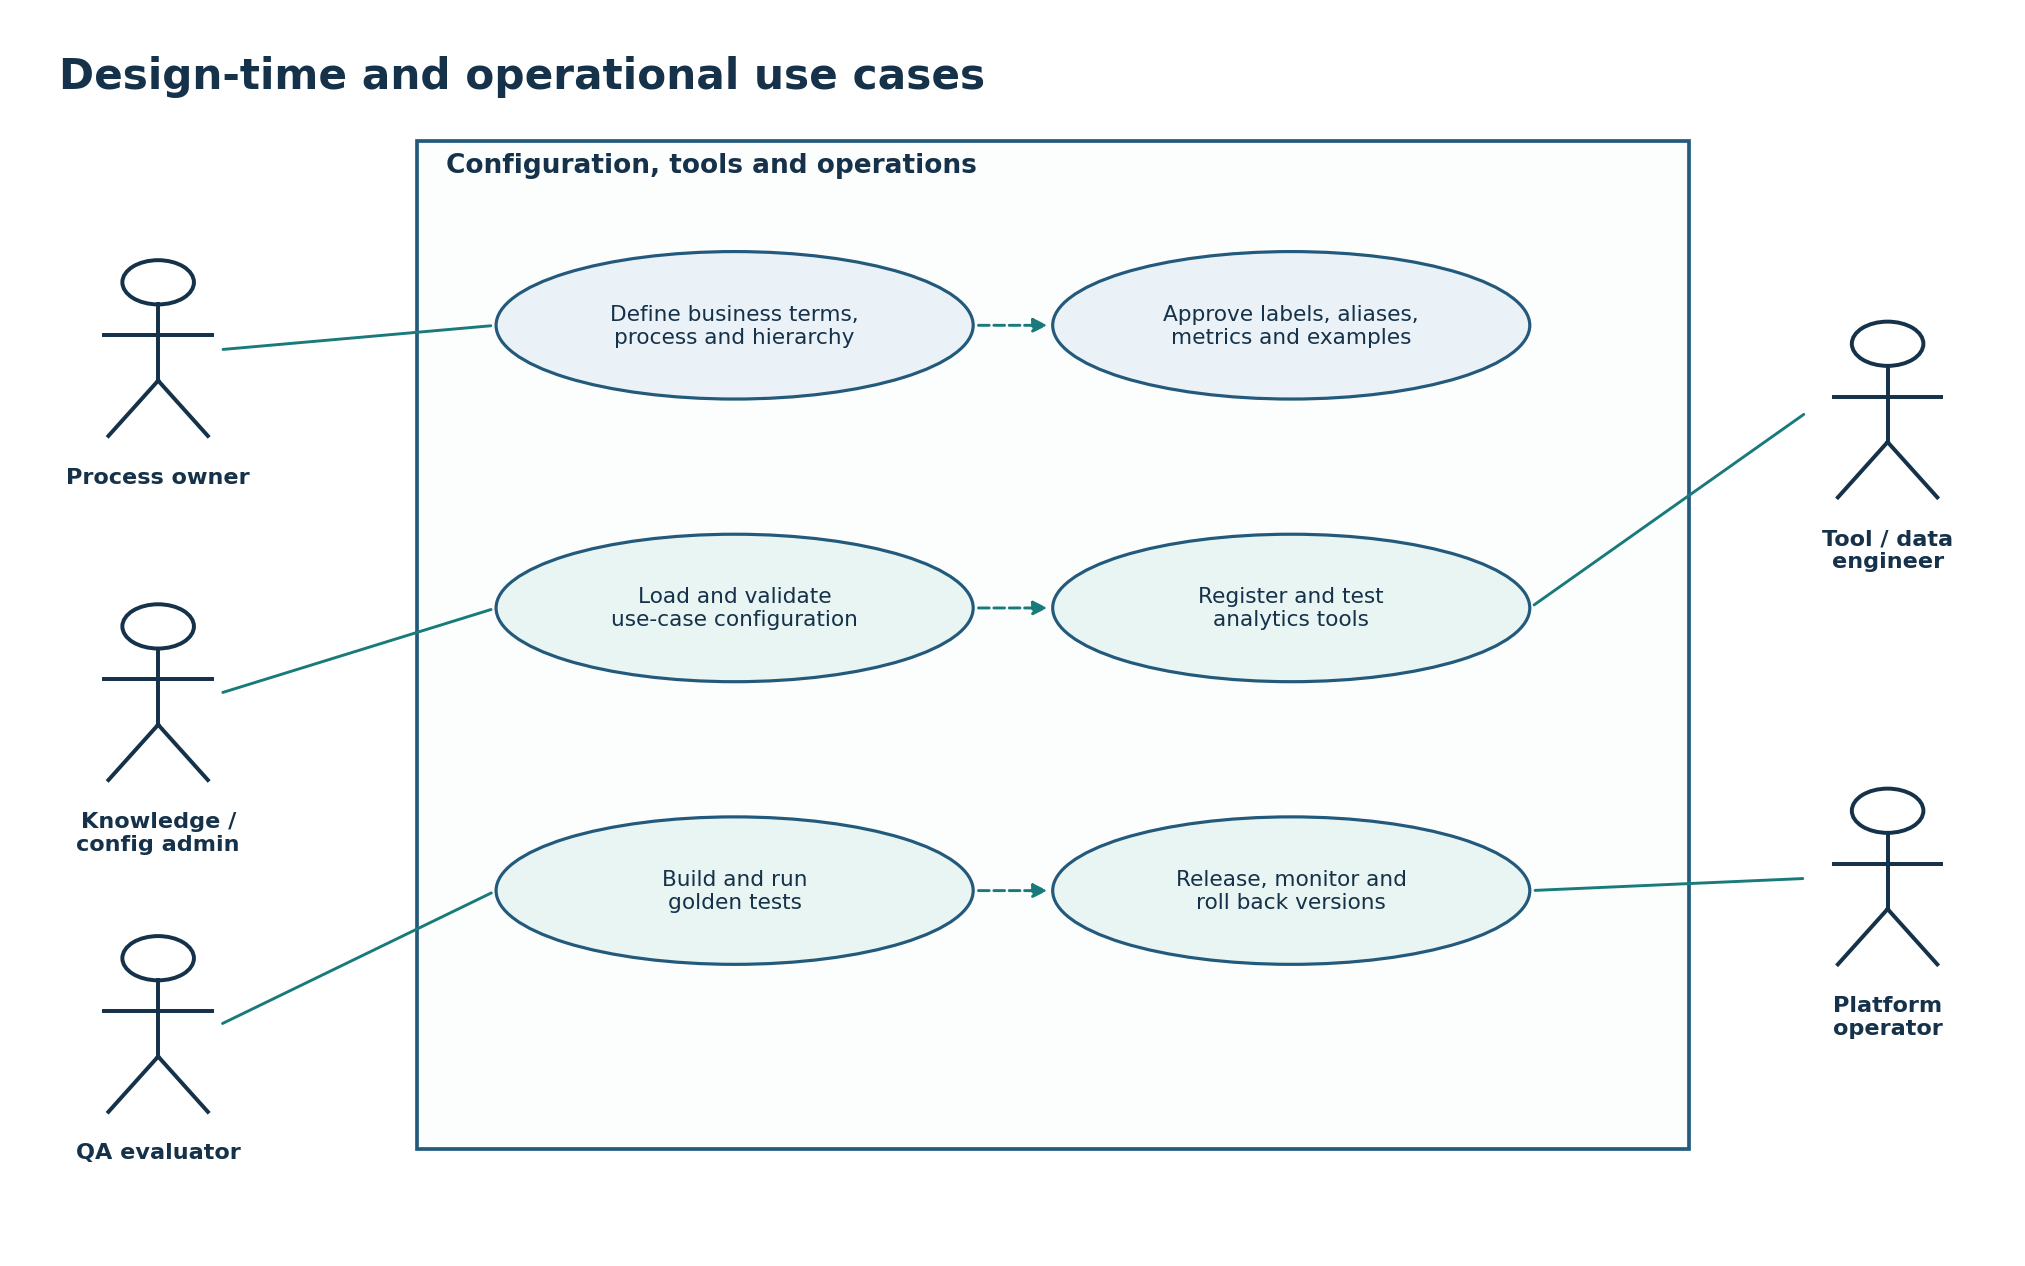 Design-time and operational use cases
Configuration, tools and operations
Define business terms,
process and hierarchy
Approve labels, aliases,
metrics and examples
Process owner
Tool / data
engineer
Load and validate
use-case configuration
Register and test
analytics tools
Knowledge /
config admin
Build and run
golden tests
Release, monitor and
roll back versions
Platform
operator
QA evaluator